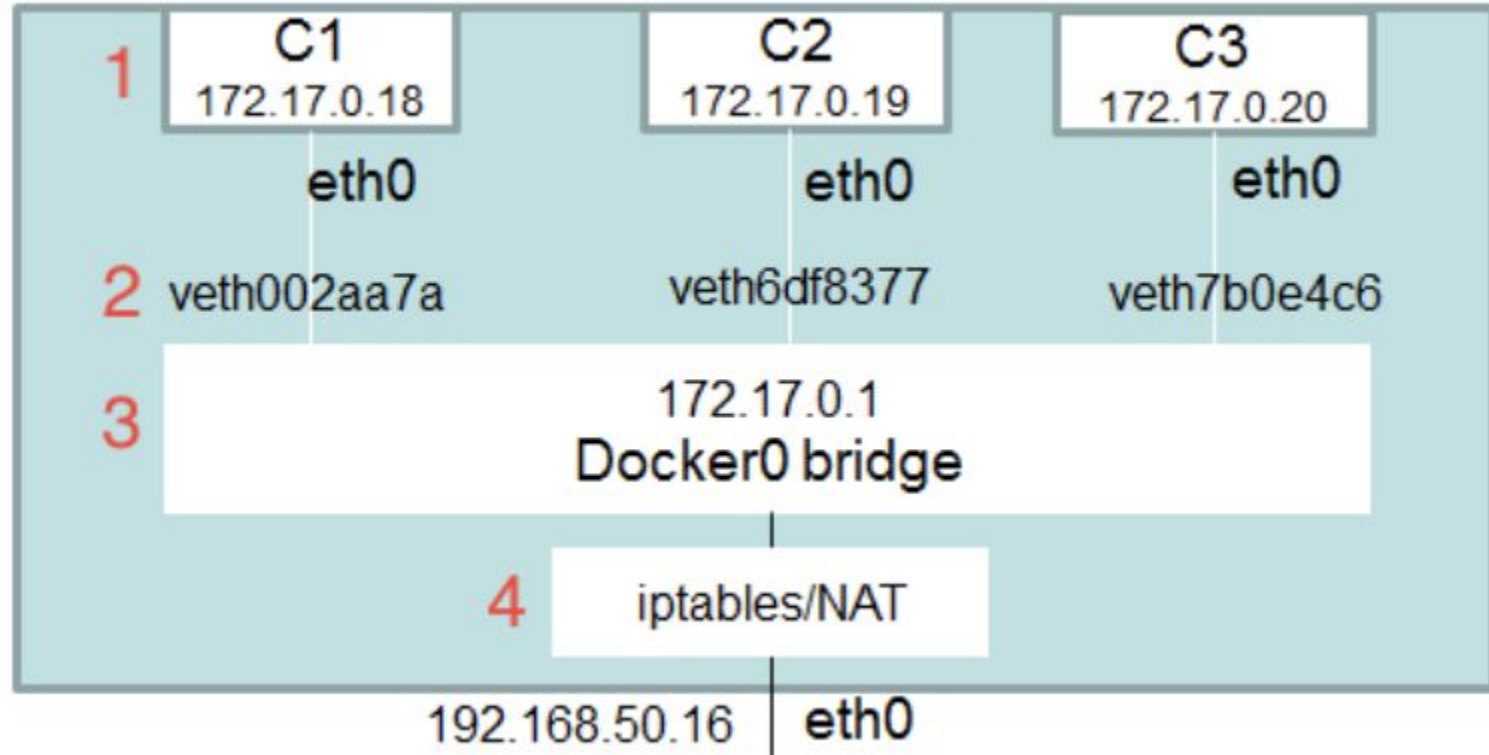 1
C1
172.17.0.18
C2
172.17.0.19
C3
172.17.0.20
eth0
eth0
eth0
2
veth002aa7a
veth6df8377
veth7b0e4c6
3
172.17.0.1
Docker0 bridge
4
iptables/NAT
192.168.50.16
eth0